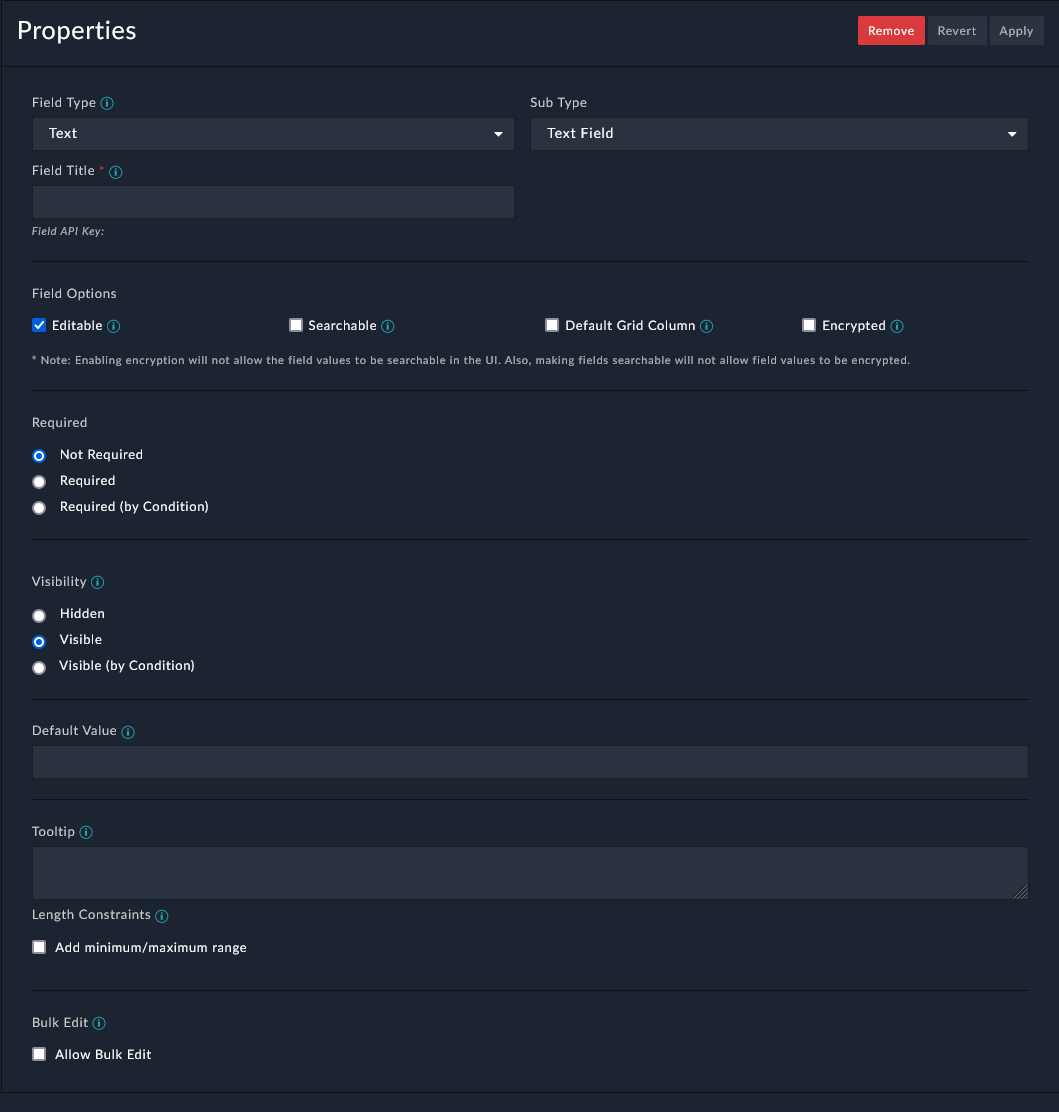 Properties
Remove Revert Apply
Field Type
Sub Type
Text
Text Field
Field Title *
Field API Key:
Field Options
Editable
Searchable
Default Grid Column
Encrypted
* Note: Enabling encryption will not allow the field values to be searchable in the UI. Also, making fields searchable will not allow field values to be encrypted.
Required
Not Required
Required
Required (by Condition)
Visibility
Hidden
Visible
Visible (by Condition)
Default Value
Tooltip
Length Constraints
Add minimum/maximum range
Bulk Edit
Allow Bulk Edit